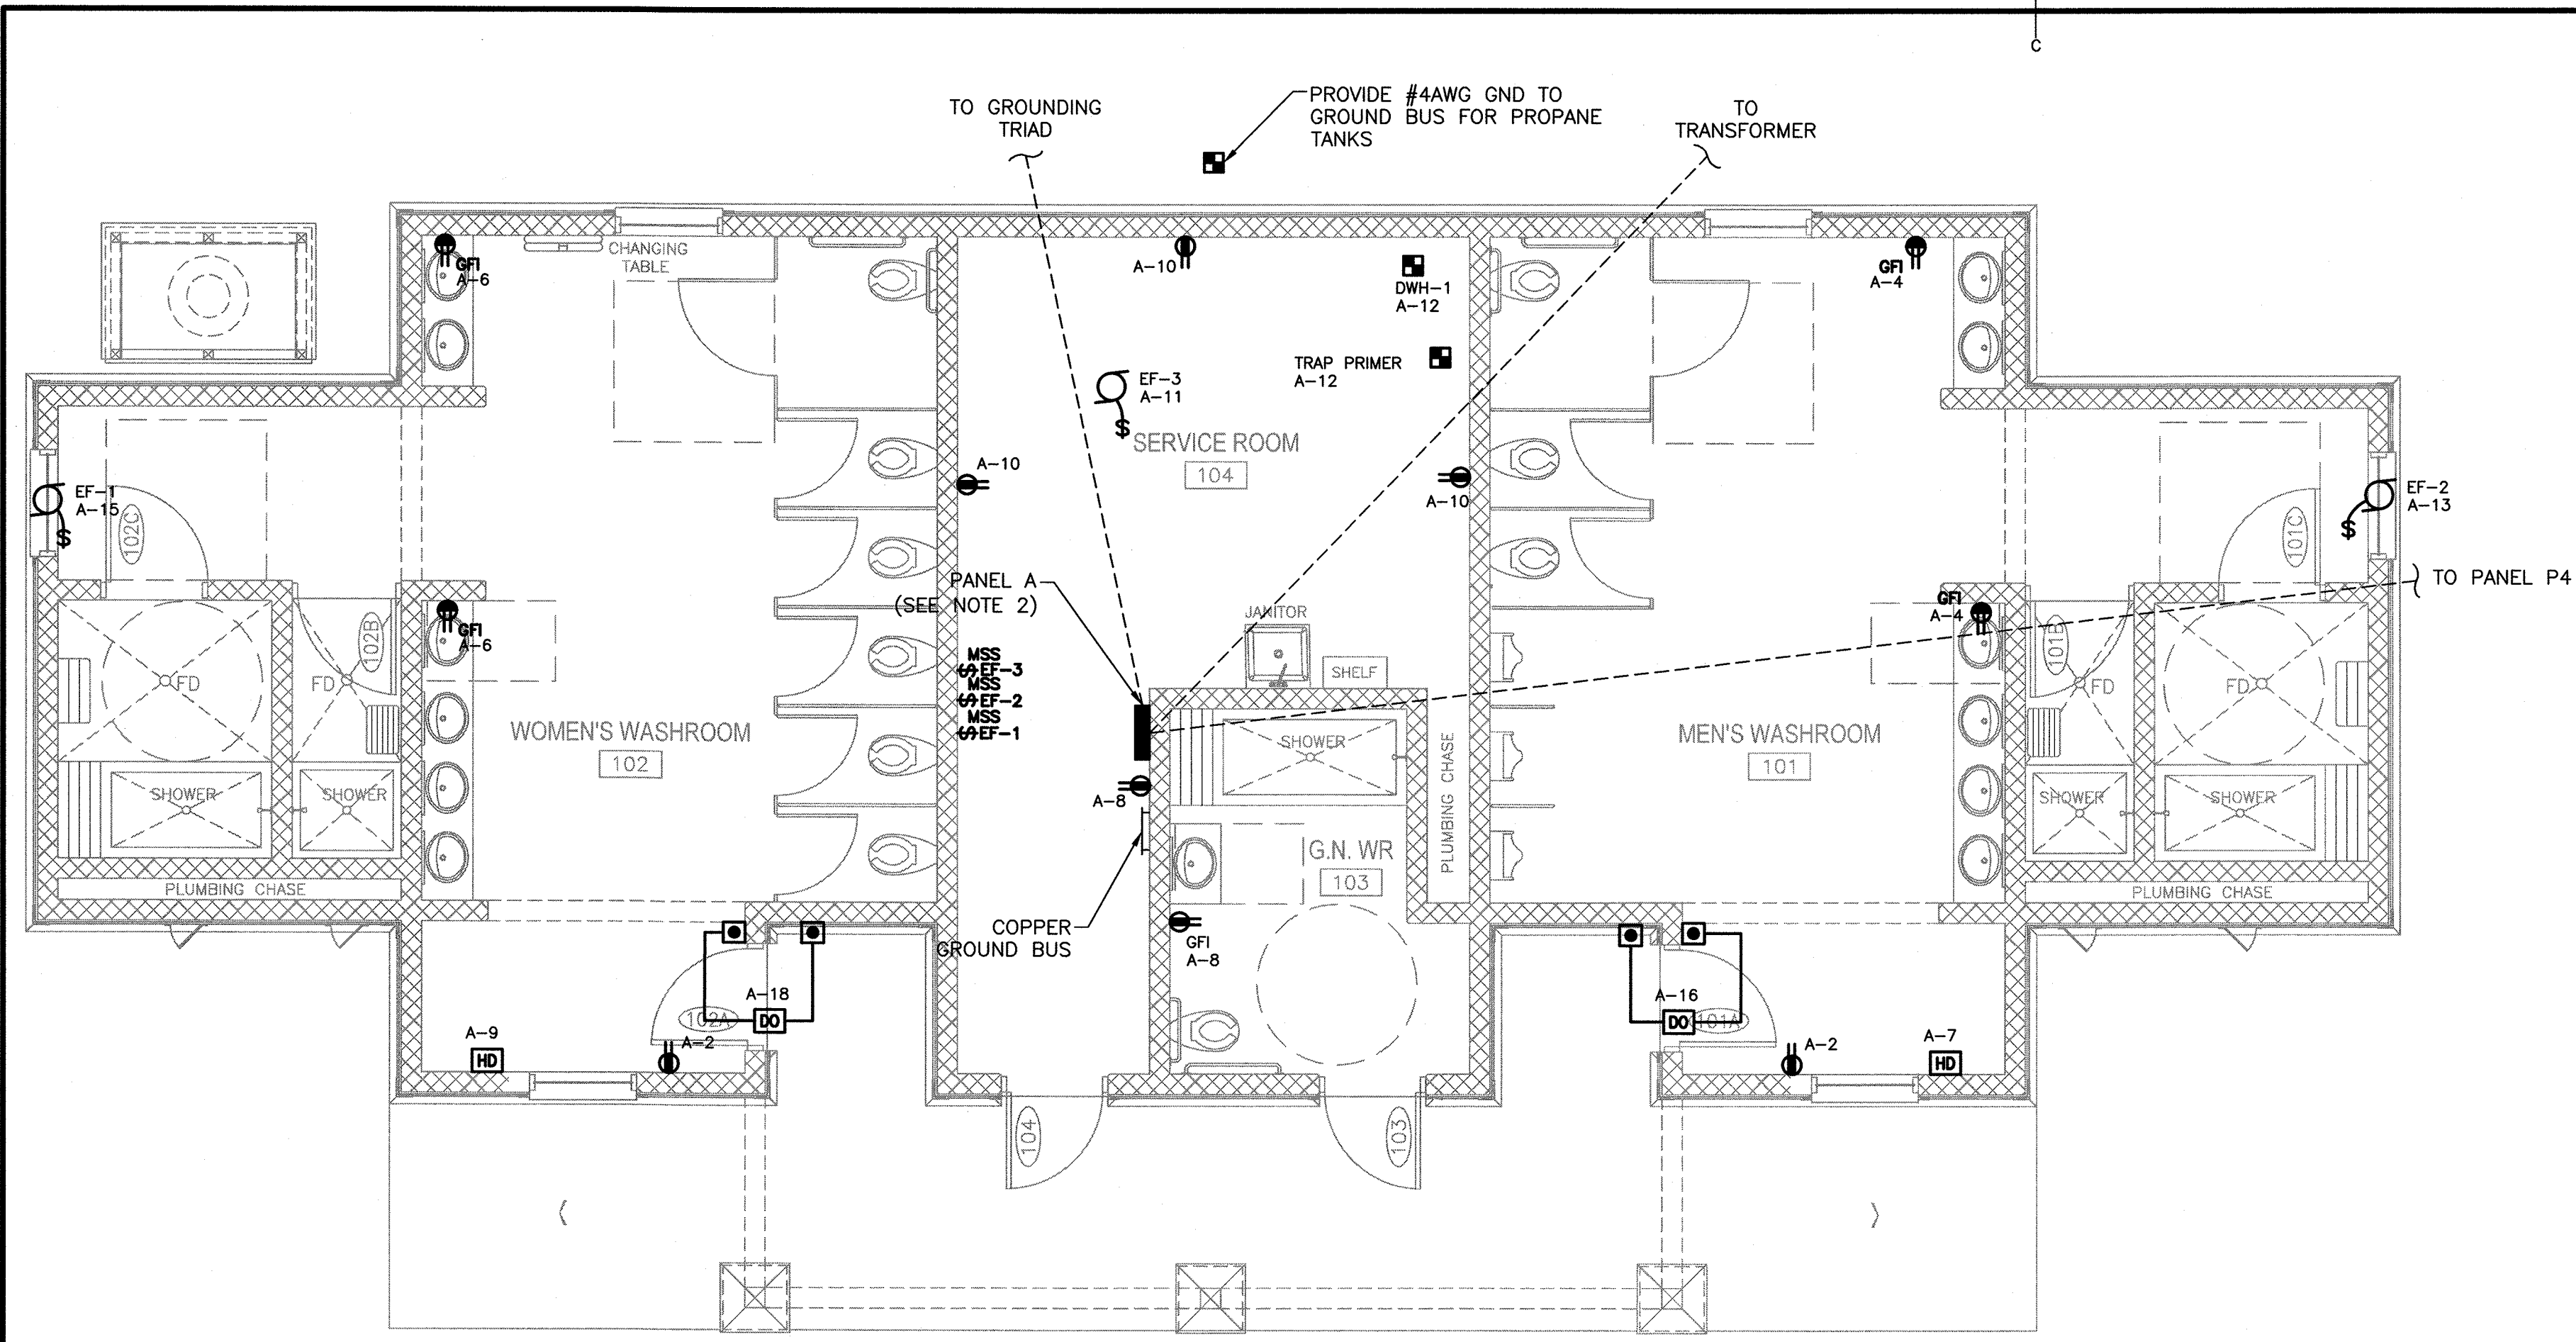 C
TO GROUNDING
TRIAD
PROVIDE #4AWG GND TO
GROUND BUS FOR PROPANE
TANKS
TO
TRANSFORMER
CHANGING
TABLE
GFI
A-6
A-10
DWH-1
A-12
GFI
A-4
TRAP PRIMER
A-12
EF-3
A-11
$
SERVICE ROOM
104
A-10
A-10
EF-1
A-15
$
102C
EF-2
A-13
$
101C
PANEL A
(SEE NOTE 2)
TO PANEL P4
JANITOR
SHELF
GFI
A-6
102B
GFI
A-4
101B
FD
FD
FD
FD
MSS
$ EF-3
MSS
$ EF-2
MSS
$ EF-1
WOMEN'S WASHROOM
102
MEN'S WASHROOM
101
SHOWER
PLUMBING CHASE
A-8
SHOWER
SHOWER
SHOWER
SHOWER
G.N. WR
103
PLUMBING CHASE
PLUMBING CHASE
COPPER
GROUND BUS
GFI
A-8
A-18
DO
102A
A-16
DO
101A
A-9
HD
A-2
A-2
A-7
HD
104
103